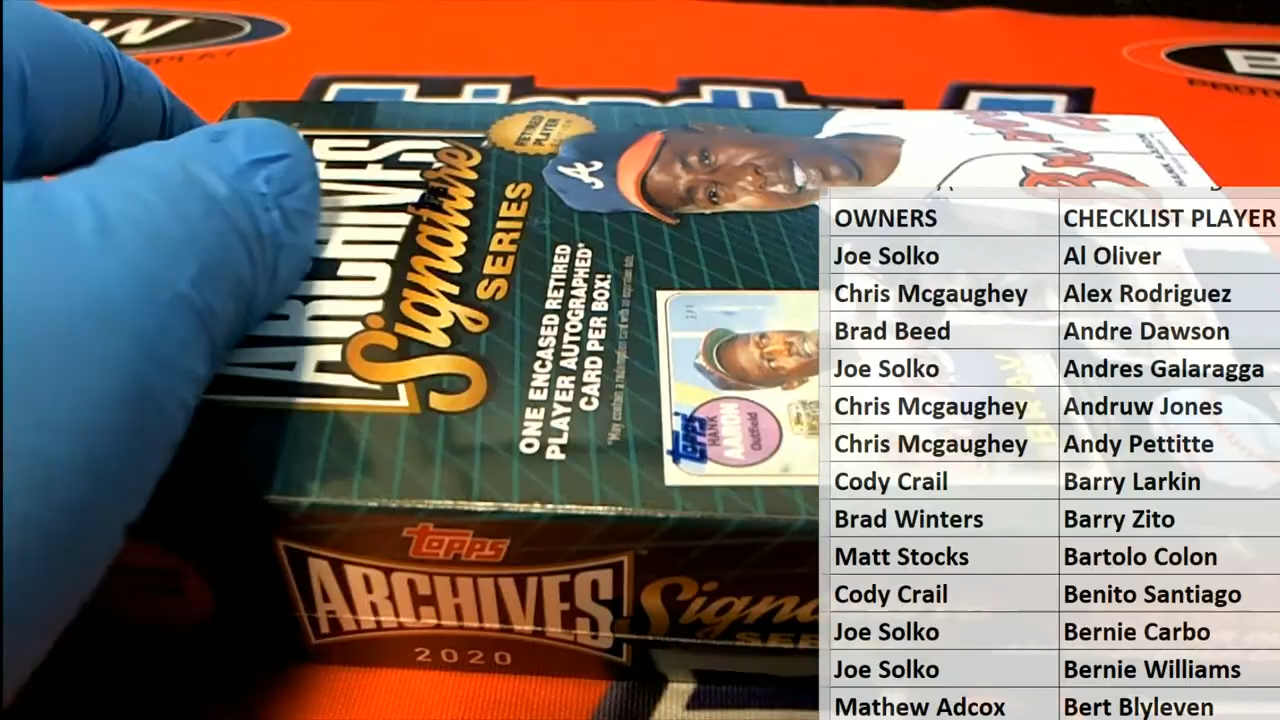 ARCHIVES
Signature
SERIES
RETIRED
PLAYER
ONE ENCASED RETIRED
PLAYER AUTOGRAPHED*
CARD PER BOX!
A
HANK AARON
topps
HANK
AARON
Outfield
topps
ARCHIVES
2020
OWNERS CHECKLIST PLAYER
Joe Solko Al Oliver
Chris Mcgaughey Alex Rodriguez
Brad Beed Andre Dawson
Joe Solko Andres Galaragga
Chris Mcgaughey Andruw Jones
Chris Mcgaughey Andy Pettitte
Cody Crail Barry Larkin
Brad Winters Barry Zito
Matt Stocks Bartolo Colon
Cody Crail Benito Santiago
Joe Solko Bernie Carbo
Joe Solko Bernie Williams
Mathew Adcox Bert Blyleven